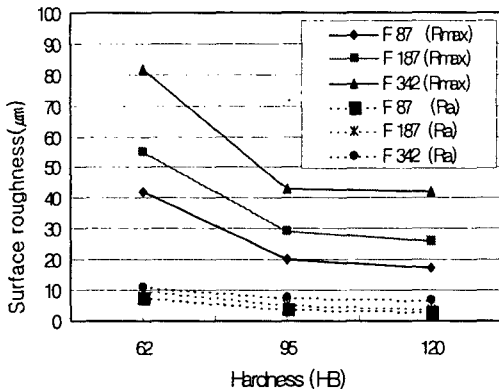 100
90
80
70
60
50
40
30
20
10
0
Surface roughness(㎛)
F 87 (Rmax)
F 187 (Rmax)
F 342 (Rmax)
F 87 (Ra)
F 187 (Ra)
F 342 (Ra)
62 95 120
Hardness (HB)